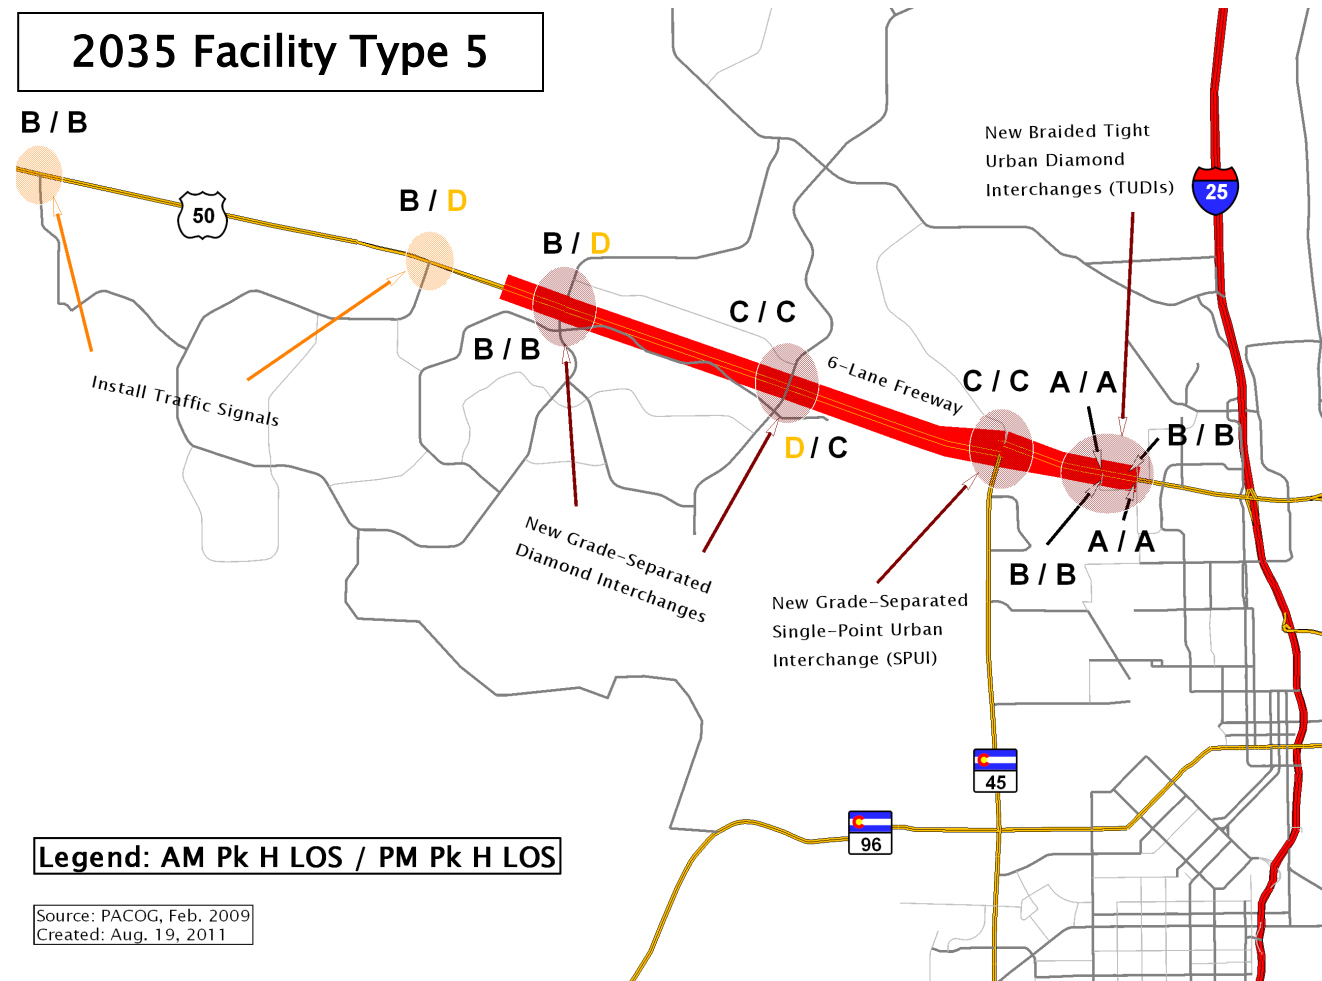 2035 Facility Type 5
B / B
50
B / D
B / D
B / B
C / C
D / C
6-Lane Freeway
C / C
A / A
B / B
A / A
B / B
New Braided Tight
Urban Diamond
Interchanges (TUDIs)
25
Install Traffic Signals
New Grade-Separated
Diamond Interchanges
New Grade-Separated
Single-Point Urban
Interchange (SPUI)
45
96
Legend: AM Pk H LOS / PM Pk H LOS
Source: PACOG, Feb. 2009
Created: Aug. 19, 2011